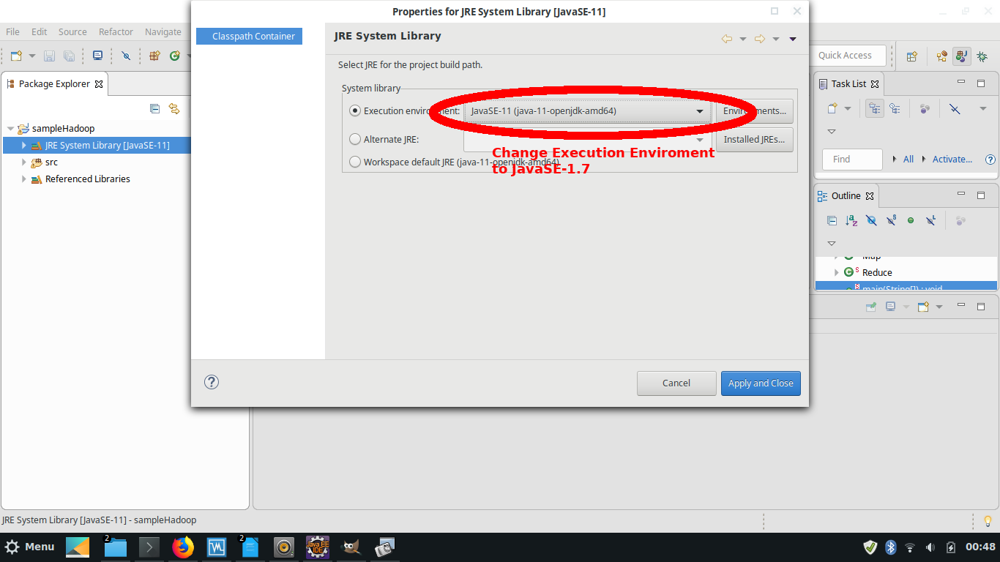 Properties for JRE System Library [JavaSE-11]
File Edit Source Refactor Navigate
Classpath Container
JRE System Library
Quick Access
Select JRE for the project build path.
Package Explorer
Task List
System library
Execution environment:
JavaSE-11 (java-11-openjdk-amd64)
Environments...
sampleHadoop
JRE System Library [JavaSE-11]
Alternate JRE:
Installed JREs...
Change Execution Enviroment
to JavaSE-1.7
src
Workspace default JRE (java-11-openjdk-amd64)
Find
All
Activate...
Referenced Libraries
Outline
Map
Reduce
main(String[]) : void
Cancel
Apply and Close
JRE System Library [JavaSE-11] - sampleHadoop
Menu
2
2
Java EE
IDE
00:48